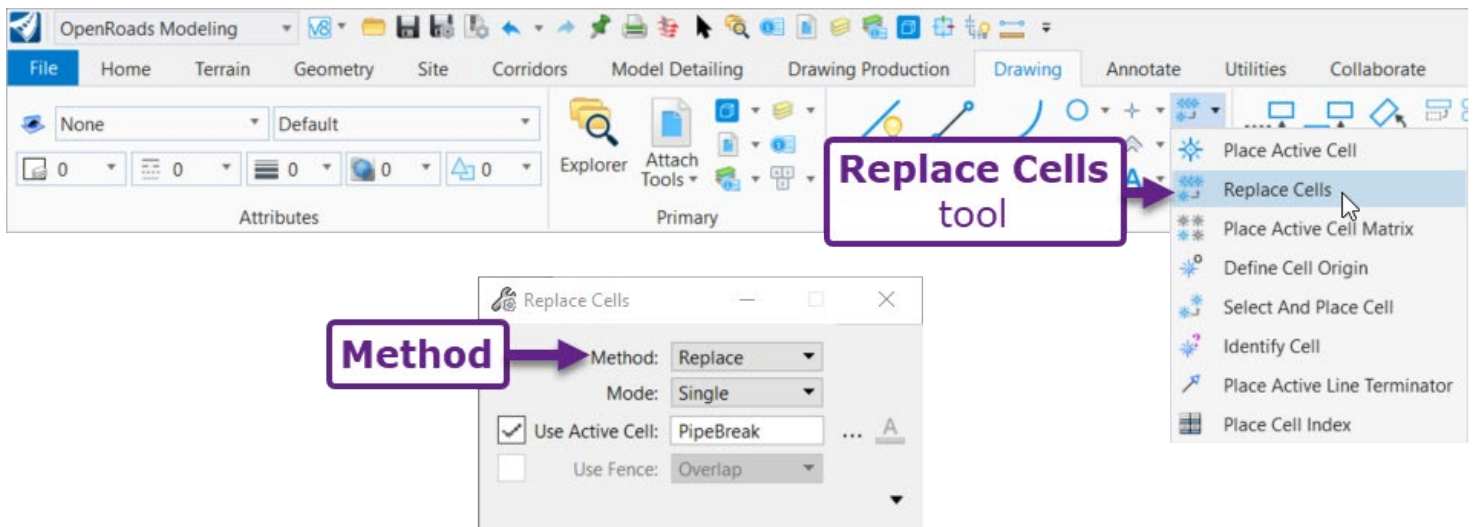 OpenRoads Modeling
File Home Terrain Geometry Site Corridors Model Detailing Drawing Production Drawing Annotate Utilities Collaborate
None Default
0 0 0 0 0
Explorer
Attach
Tools
Attributes
Primary
Replace Cells
tool
Place Active Cell
Replace Cells
Place Active Cell Matrix
Define Cell Origin
Select And Place Cell
Identify Cell
Place Active Line Terminator
Place Cell Index
Replace Cells
Method
Method: Replace
Mode: Single
Use Active Cell: PipeBreak ... A
Use Fence: Overlap